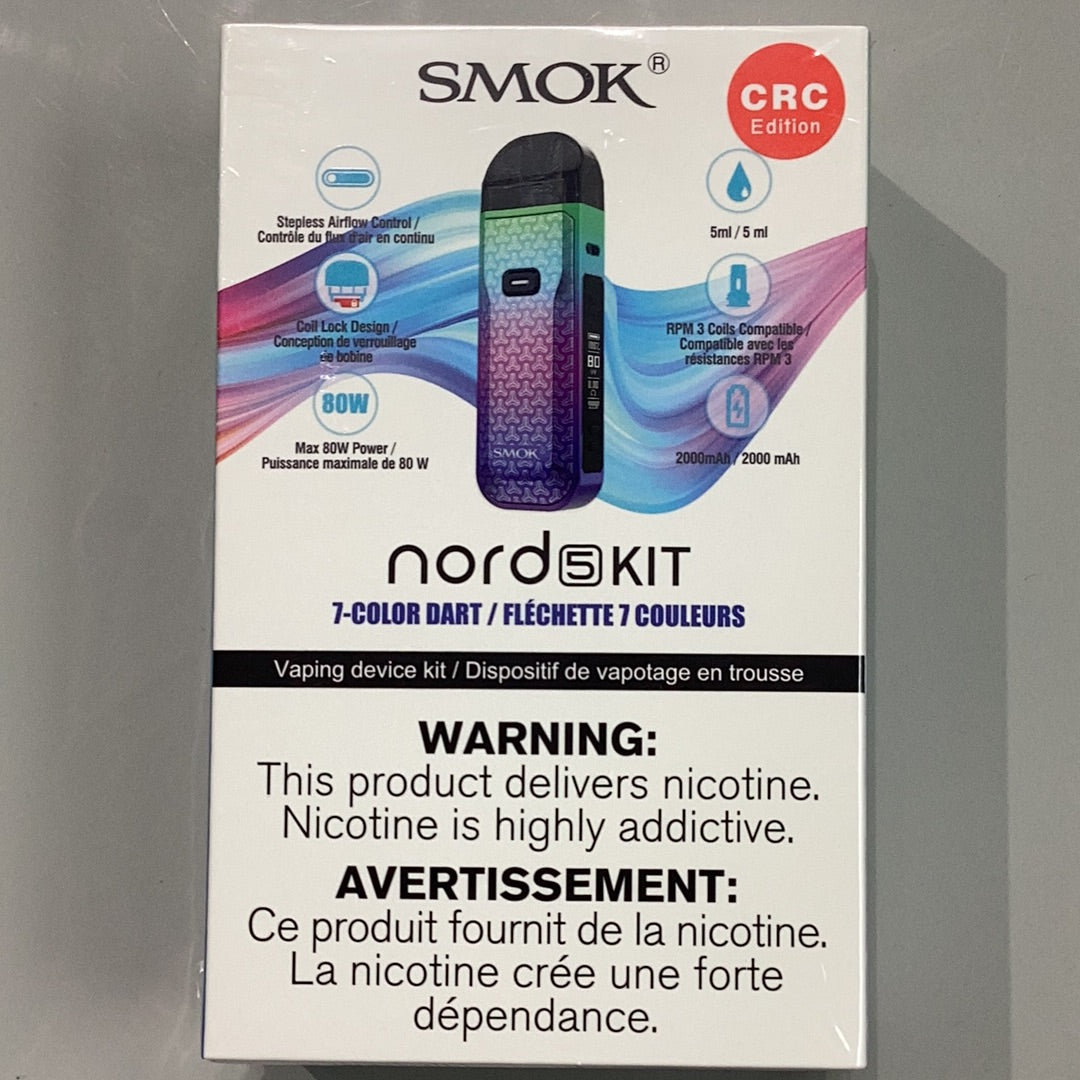 SMOK®
CRC
Edition
Stepless Airflow Control /
Contrôle du flux d'air en continu
5ml / 5 ml
Coil Lock Design /
Conception de verrouillage
de bobine
RPM 3 Coils Compatible /
Compatible avec les
résistances RPM 3
80W
Max 80W Power /
Puissance maximale de 80 W
2000mAh / 2000 mAh
80
SMOK
nord 5 KIT
7-COLOR DART / FLÉCHETTE 7 COULEURS
Vaping device kit / Dispositif de vapotage en trousse
WARNING:
This product delivers nicotine.
Nicotine is highly addictive.
AVERTISSEMENT:
Ce produit fournit de la nicotine.
La nicotine crée une forte
dépendance.